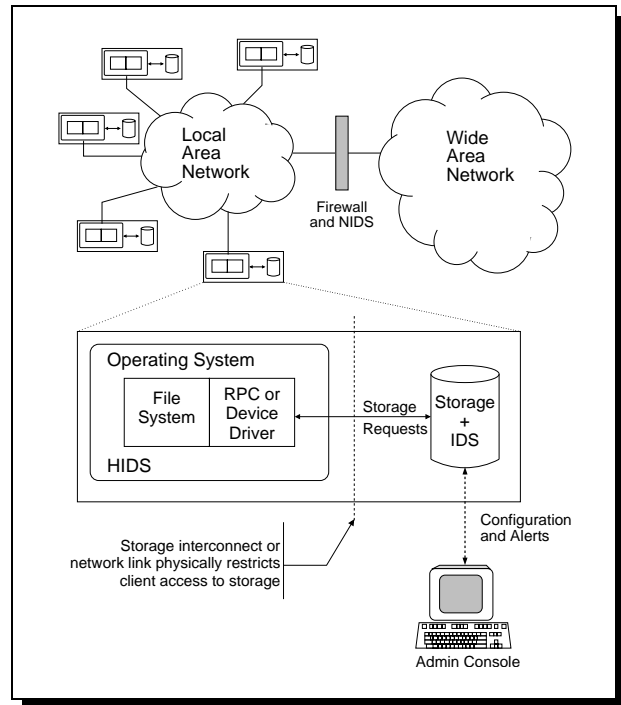 Local
Area
Network
Wide
Area
Network
Firewall
and NIDS
Operating System
File
System
RPC or
Device
Driver
HIDS
Storage
Requests
Storage
+
IDS
Storage interconnect or
network link physically restricts
client access to storage
Configuration
and Alerts
Admin Console